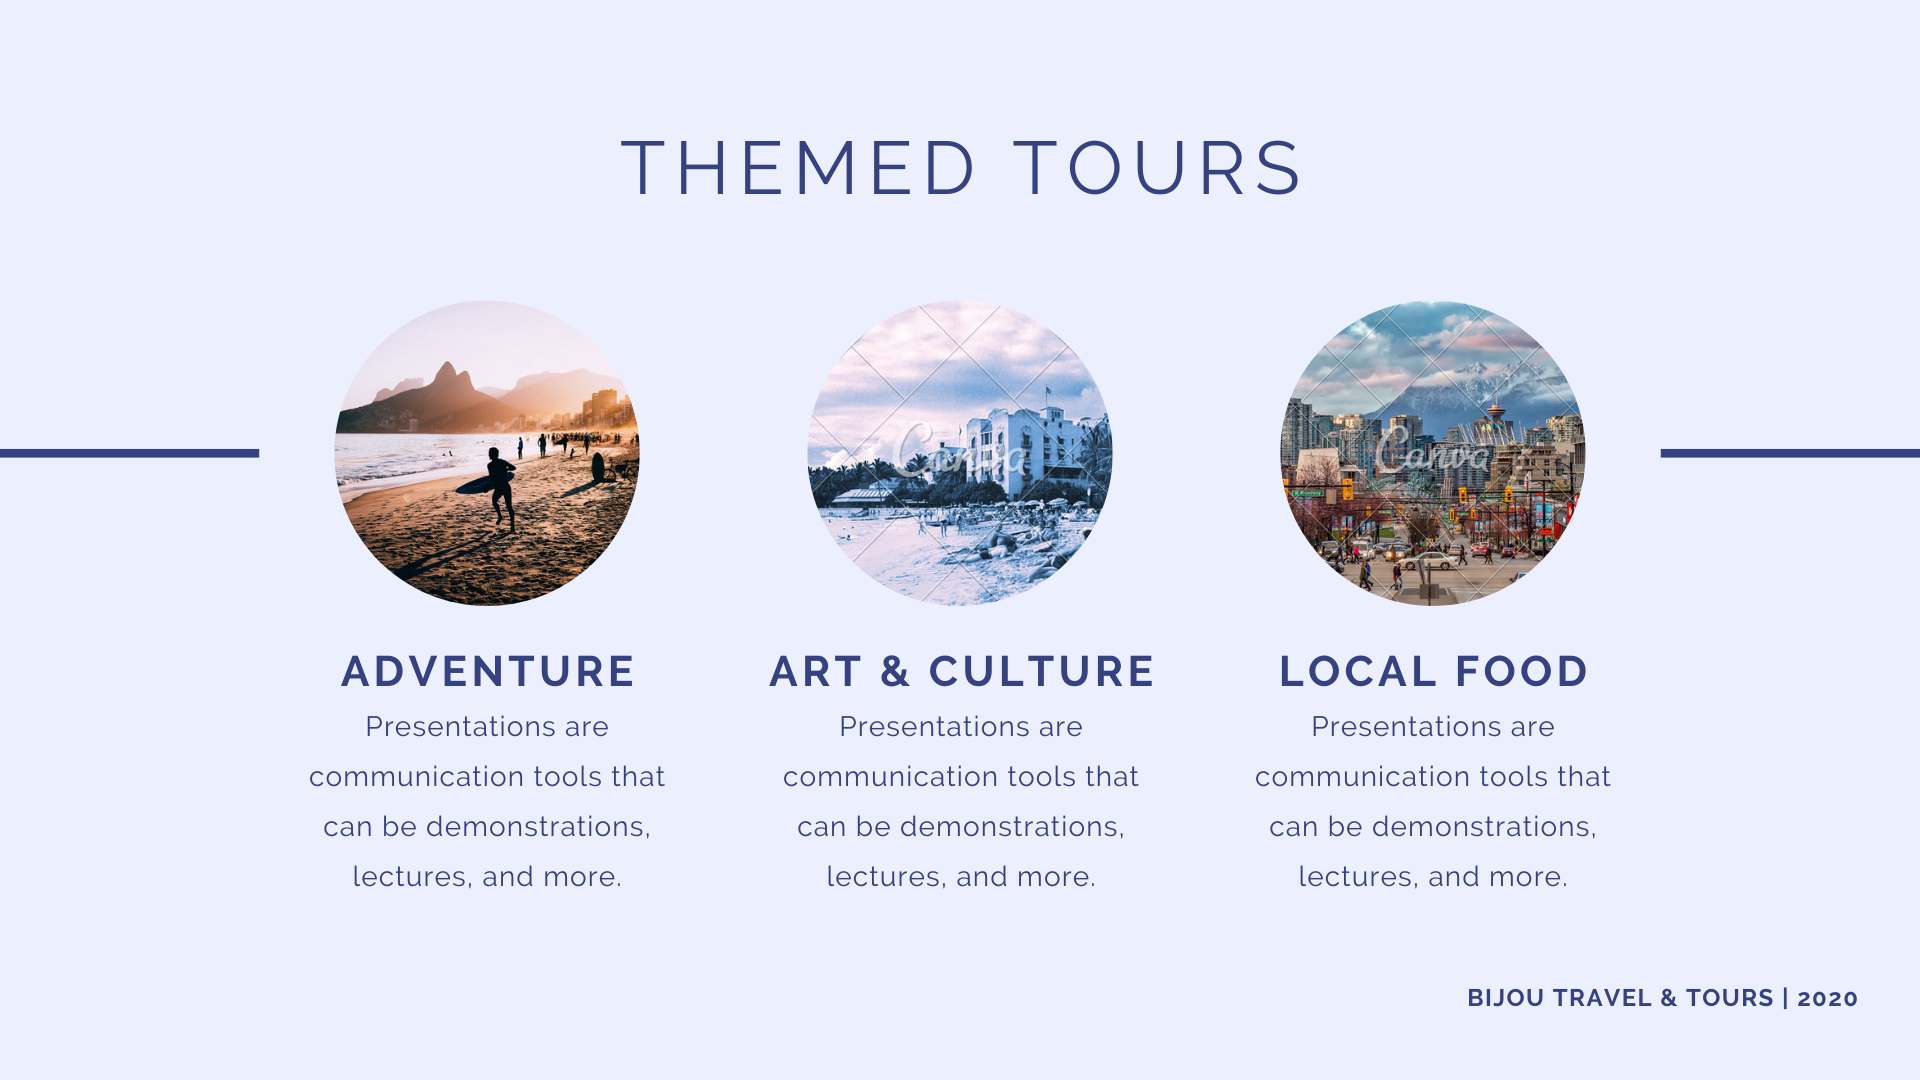 THEMED TOURS
Canva
Canva
ADVENTURE
Presentations are
communication tools that
can be demonstrations,
lectures, and more.
ART & CULTURE
Presentations are
communication tools that
can be demonstrations,
lectures, and more.
LOCAL FOOD
Presentations are
communication tools that
can be demonstrations,
lectures, and more.
BIJOU TRAVEL & TOURS | 2020